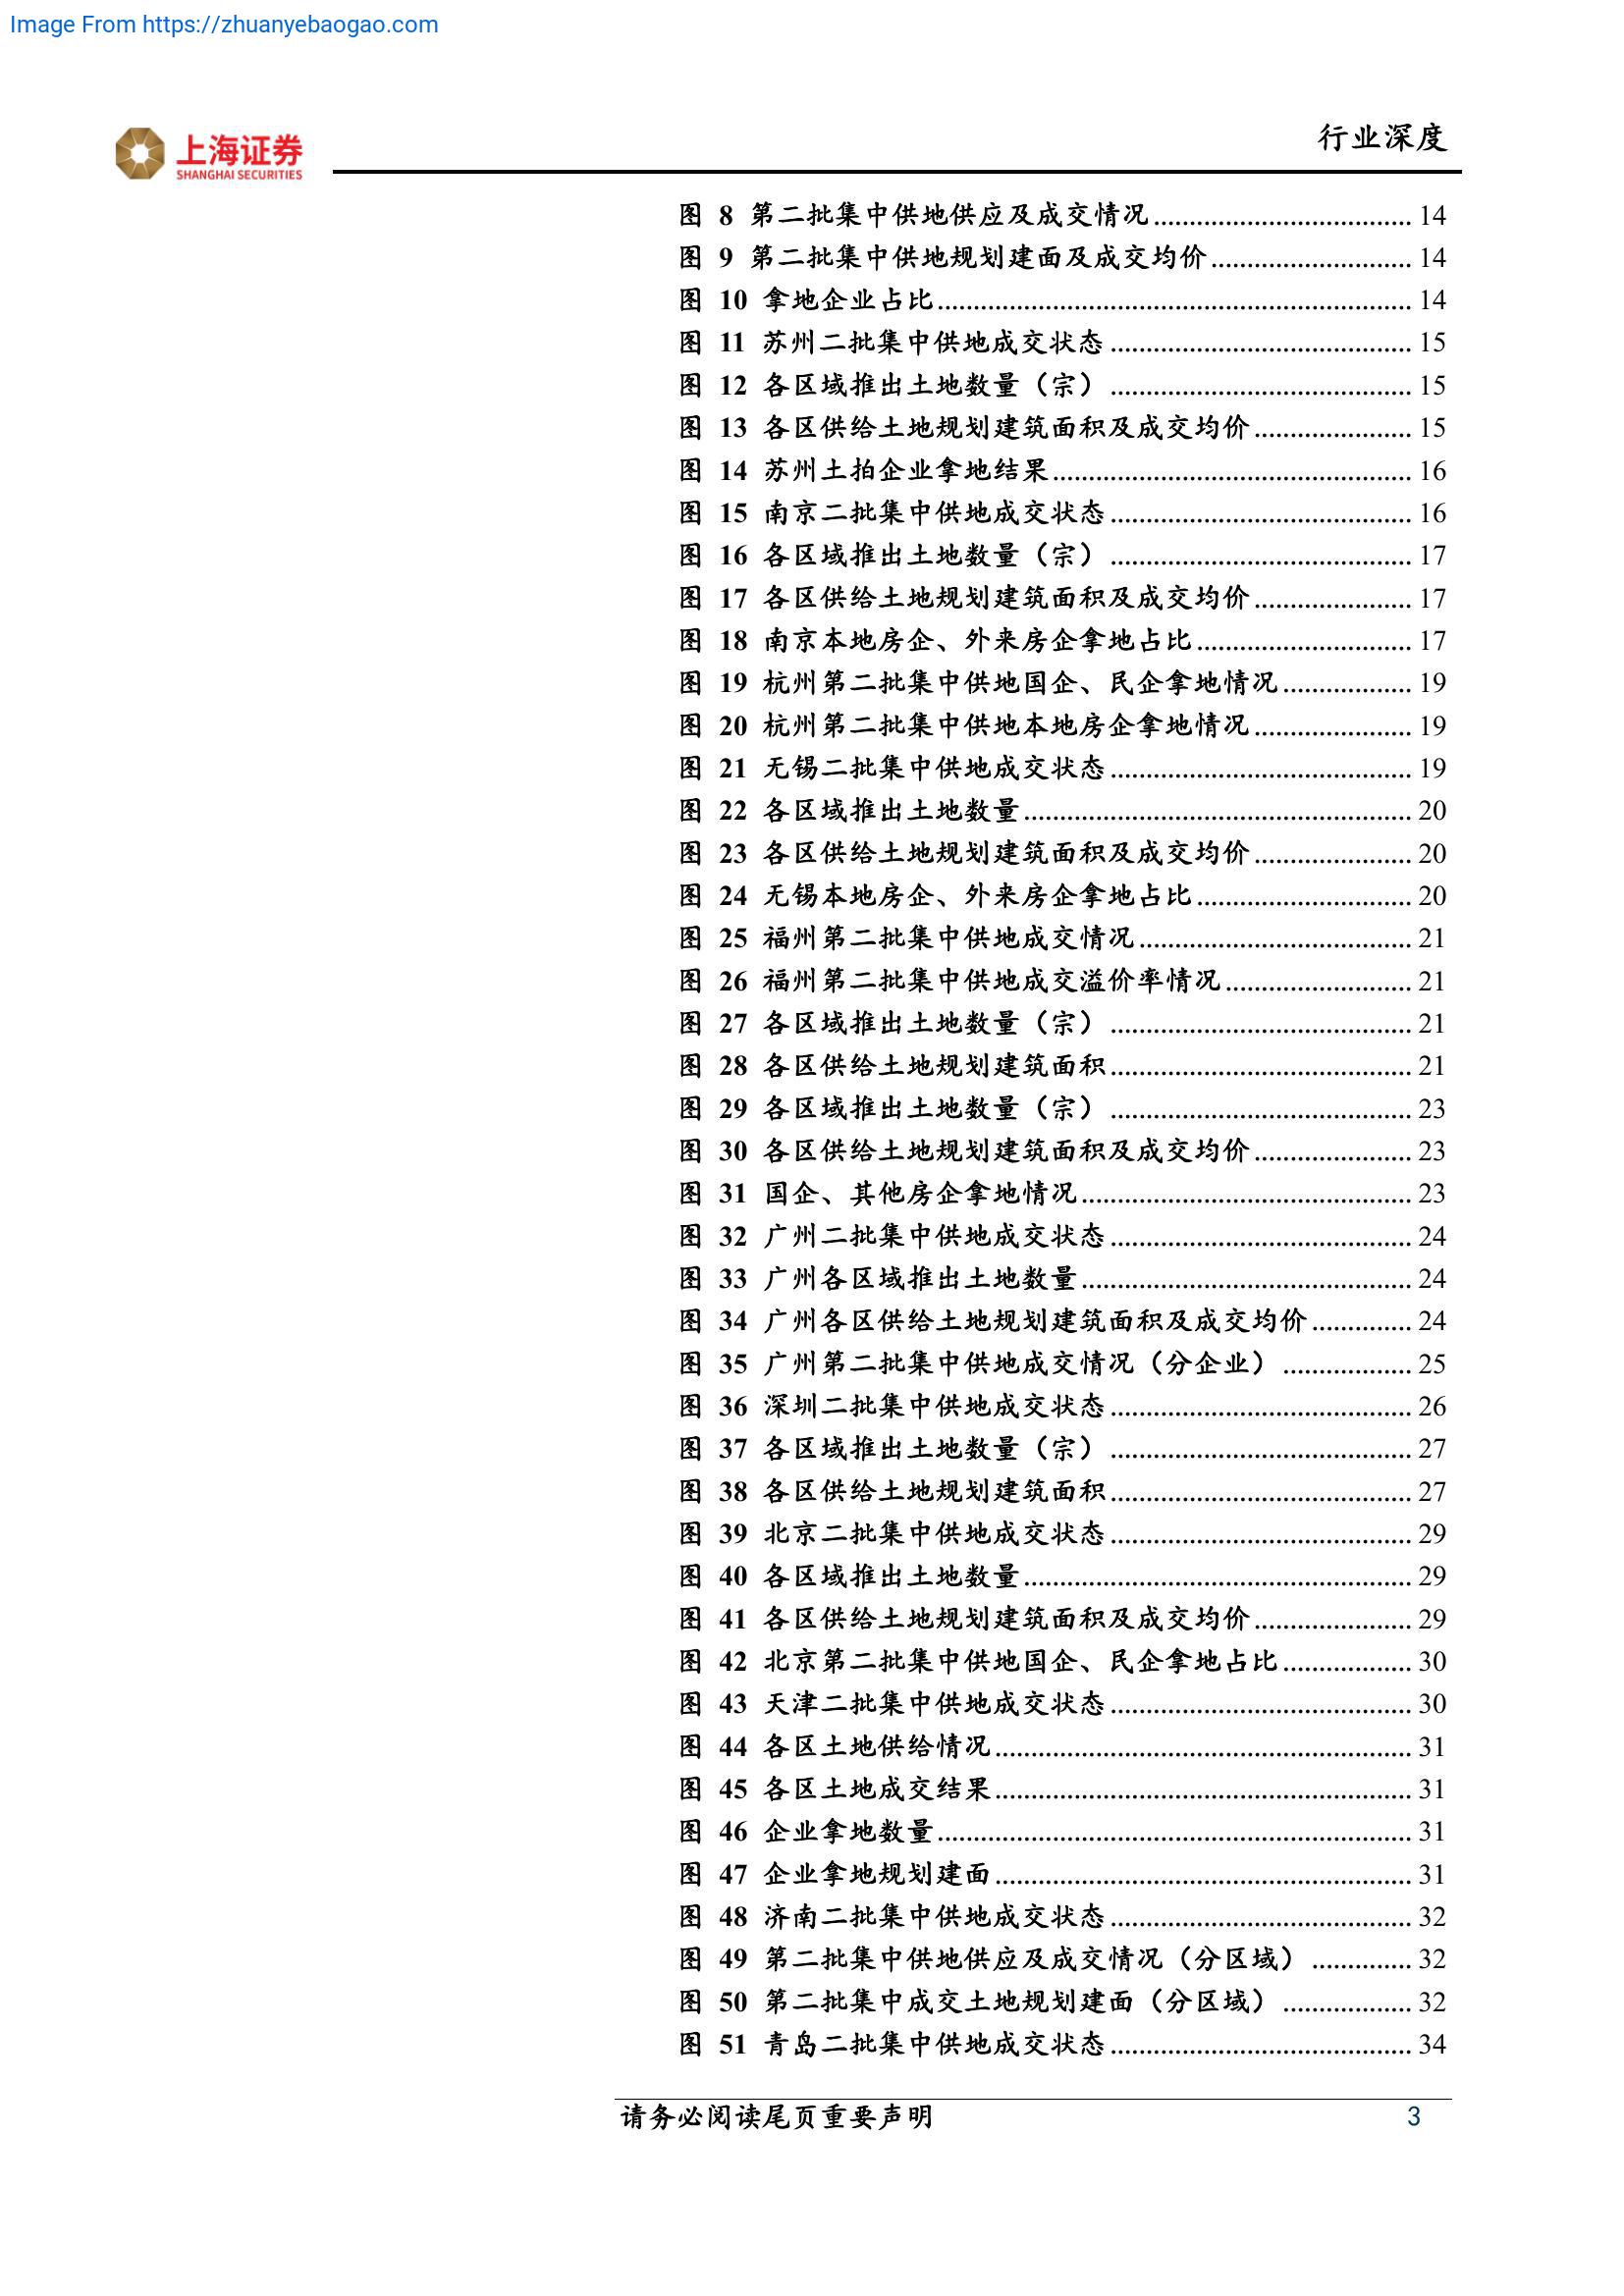 Image From https://zhuanyebaogao.com
上海证券
SHANGHAI SECURITIES
行业深度
图 8 第二批集中供地供应及成交情况....................................14
图 9 第二批集中供地规划建面及成交均价............................14
图 10 拿地企业占比..................................................................14
图 11 苏州二批集中供地成交状态..........................................15
图 12 各区域推出土地数量（宗）..........................................15
图 13 各区供给土地规划建筑面积及成交均价......................15
图 14 苏州土拍企业拿地结果..................................................16
图 15 南京二批集中供地成交状态..........................................16
图 16 各区域推出土地数量（宗）..........................................17
图 17 各区供给土地规划建筑面积及成交均价......................17
图 18 南京本地房企、外来房企拿地占比..............................17
图 19 杭州第二批集中供地国企、民企拿地情况..................19
图 20 杭州第二批集中供地本地房企拿地情况......................19
图 21 无锡二批集中供地成交状态..........................................19
图 22 各区域推出土地数量......................................................20
图 23 各区供给土地规划建筑面积及成交均价......................20
图 24 无锡本地房企、外来房企拿地占比..............................20
图 25 福州第二批集中供地成交情况......................................21
图 26 福州第二批集中供地成交溢价率情况..........................21
图 27 各区域推出土地数量（宗）..........................................21
图 28 各区供给土地规划建筑面积..........................................21
图 29 各区域推出土地数量（宗）..........................................23
图 30 各区供给土地规划建筑面积及成交均价......................23
图 31 国企、其他房企拿地情况..............................................23
图 32 广州二批集中供地成交状态..........................................24
图 33 广州各区域推出土地数量..............................................24
图 34 广州各区供给土地规划建筑面积及成交均价..............24
图 35 广州第二批集中供地成交情况（分企业）..................25
图 36 深圳二批集中供地成交状态..........................................26
图 37 各区域推出土地数量（宗）..........................................27
图 38 各区供给土地规划建筑面积..........................................27
图 39 北京二批集中供地成交状态..........................................29
图 40 各区域推出土地数量......................................................29
图 41 各区供给土地规划建筑面积及成交均价......................29
图 42 北京第二批集中供地国企、民企拿地占比..................30
图 43 天津二批集中供地成交状态..........................................30
图 44 各区土地供给情况..........................................................31
图 45 各区土地成交结果..........................................................31
图 46 企业拿地数量..................................................................31
图 47 企业拿地规划建面..........................................................31
图 48 济南二批集中供地成交状态..........................................32
图 49 第二批集中供地供应及成交情况（分区域）..............32
图 50 第二批集中成交土地规划建面（分区域）..................32
图 51 青岛二批集中供地成交状态..........................................34
请务必阅读尾页重要声明 3